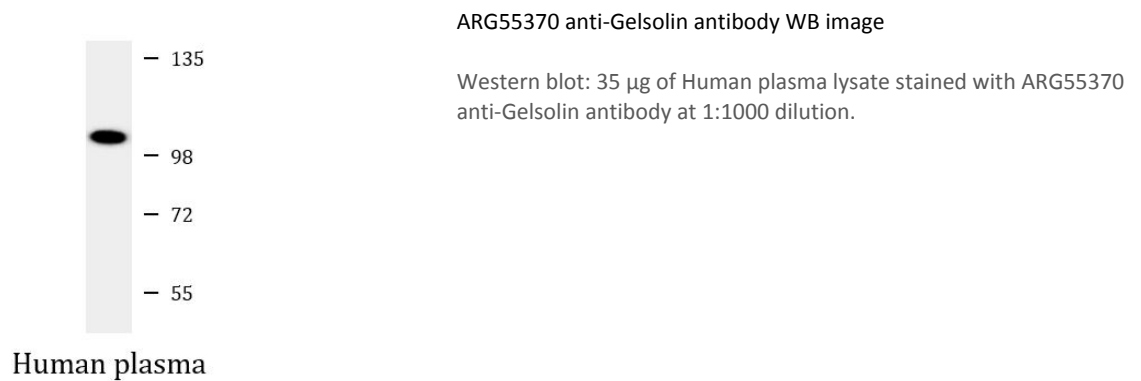 ARG55370 anti-Gelsolin antibody WB image
Western blot: 35 µg of Human plasma lysate stained with ARG55370
anti-Gelsolin antibody at 1:1000 dilution.
135
98
72
55
Human plasma